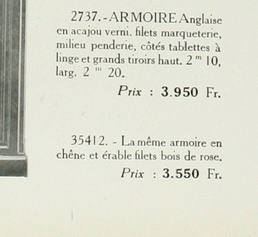 2737.-ARMOIRE Anglaise
en acajou verni, filets marqueterie,
milieu penderie, côtés tablettes à
linge et grands tiroirs haut. 2 m 10,
larg. 2 m 20.
Prix : 3.950 Fr.
35412. - La même armoire en
chêne et érable filets bois de rose.
Prix : 3.550 Fr.